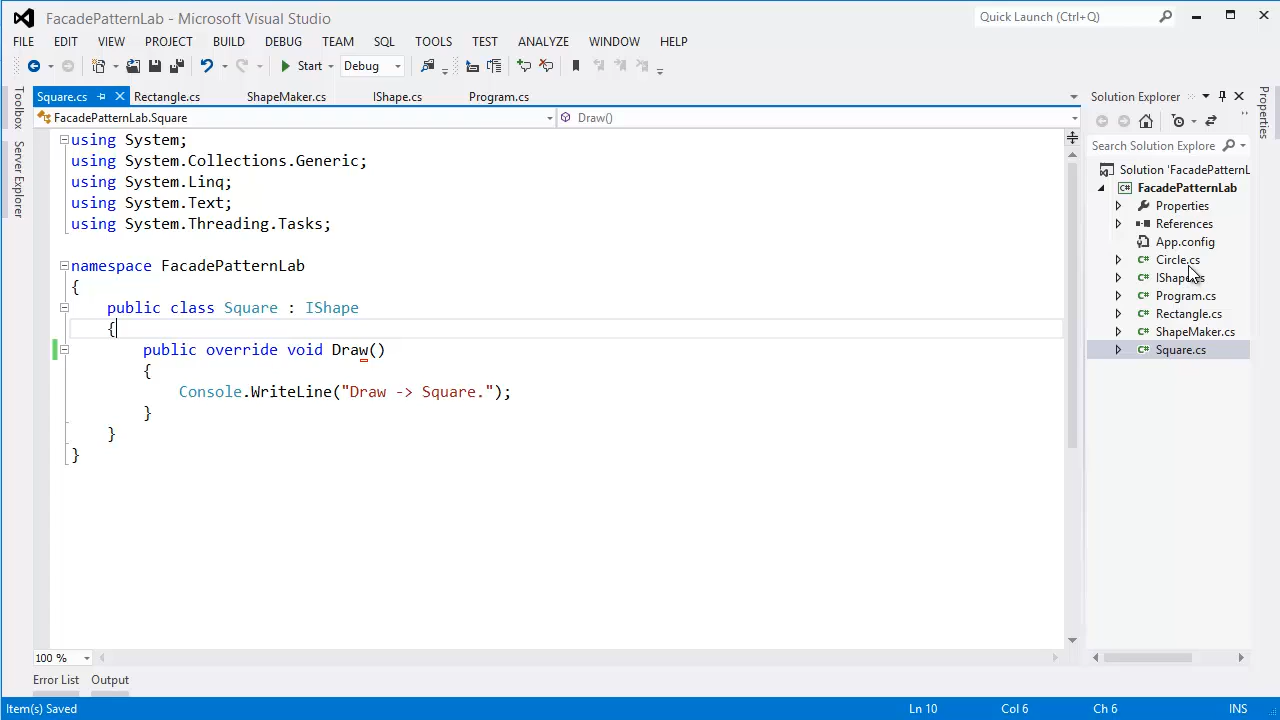 FacadePatternLab - Microsoft Visual Studio
Quick Launch (Ctrl+Q)
FILE EDIT VIEW PROJECT BUILD DEBUG TEAM SQL TOOLS TEST ANALYZE WINDOW HELP
Start Debug
Square.cs Rectangle.cs ShapeMaker.cs IShape.cs Program.cs
FacadePatternLab.Square Draw()
using System;
using System.Collections.Generic;
using System.Linq;
using System.Text;
using System.Threading.Tasks;
namespace FacadePatternLab
{
public class Square : IShape
{
public override void Draw()
{
Console.WriteLine("Draw -> Square.");
}
}
}
100 %
Toolbox
Server Explorer
Solution Explorer
Search Solution Explore
Solution 'FacadePatternL
C# FacadePatternLab
Properties
References
App.config
C# Circle.cs
C# IShape.cs
C# Program.cs
C# Rectangle.cs
C# ShapeMaker.cs
C# Square.cs
Properties
Error List Output
Item(s) Saved Ln 10 Col 6 Ch 6 INS